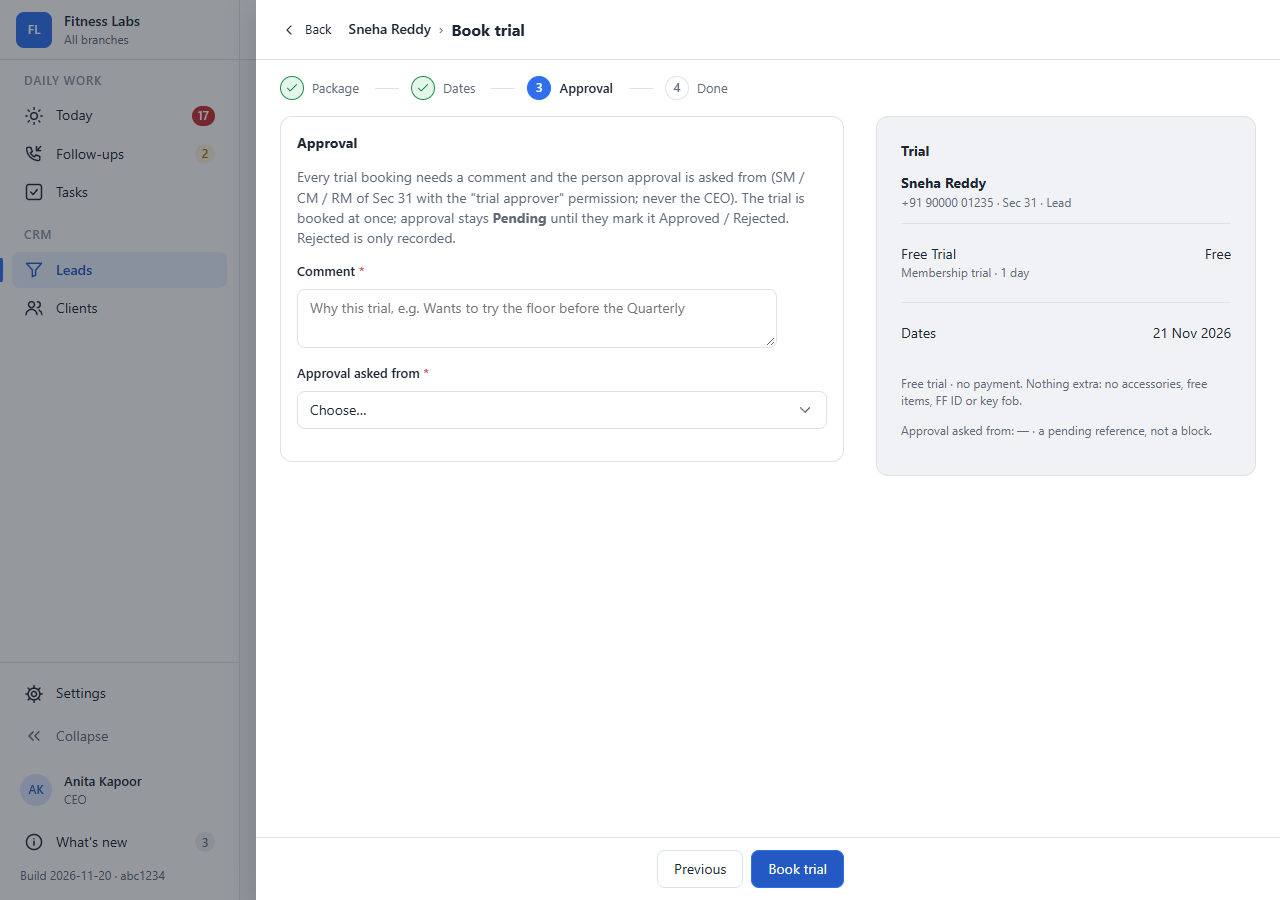 FL
Fitness Labs
All branches
DAILY WORK
Today
17
Follow-ups
2
Tasks
CRM
Leads
Clients
Settings
Collapse
AK
Anita Kapoor
CEO
What's new
3
Build 2026-11-20 · abc1234
Back
Sneha Reddy › Book trial
Package
Dates
3
Approval
4
Done
Approval
Every trial booking needs a comment and the person approval is asked from (SM /
CM / RM of Sec 31 with the "trial approver" permission; never the CEO). The trial is
booked at once; approval stays Pending until they mark it Approved / Rejected.
Rejected is only recorded.
Comment *
Why this trial, e.g. Wants to try the floor before the Quarterly
Approval asked from *
Choose...
Trial
Sneha Reddy
+91 90000 01235 · Sec 31 · Lead
Free Trial
Free
Membership trial · 1 day
Dates
21 Nov 2026
Free trial · no payment. Nothing extra: no accessories, free
items, FF ID or key fob.
Approval asked from: — · a pending reference, not a block.
Previous
Book trial